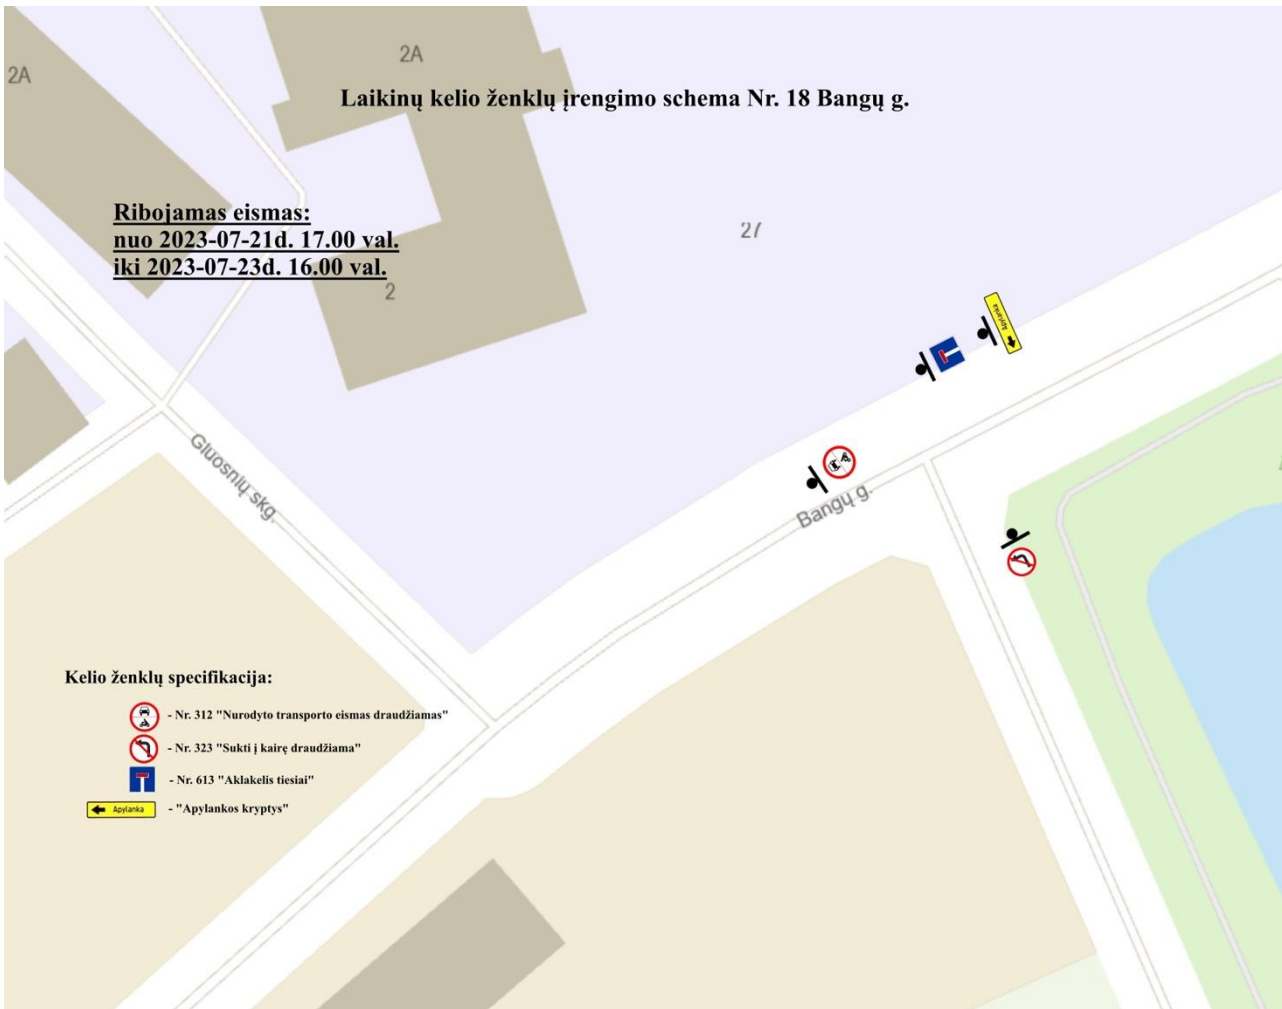 2A
2A
Laikinų kelio ženklų įrengimo schema Nr. 18 Bangų g.
Ribojamas eismas:
nuo 2023-07-21d. 17.00 val.
iki 2023-07-23d. 16.00 val.
27
2
Apylanka
Gluosnių skg.
Bangų g.
Kelio ženklų specifikacija:
- Nr. 312 "Nurodyto transporto eismas draudžiamas"
- Nr. 323 "Sukti į kairę draudžiama"
- Nr. 613 "Aklakelis tiesiai"
Apylanka - "Apylankos kryptys"